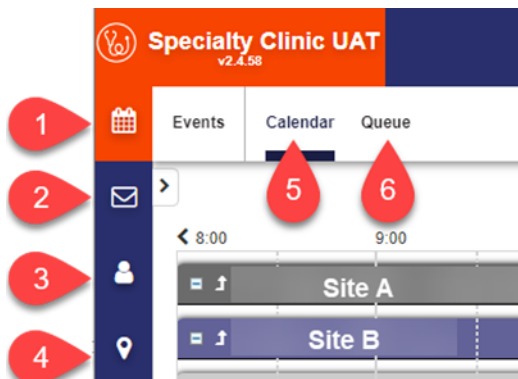 Specialty Clinic UAT
v2.4.58
1
Events Calendar Queue
2
5 6
8:00 9:00
3
Site A
Site B
4